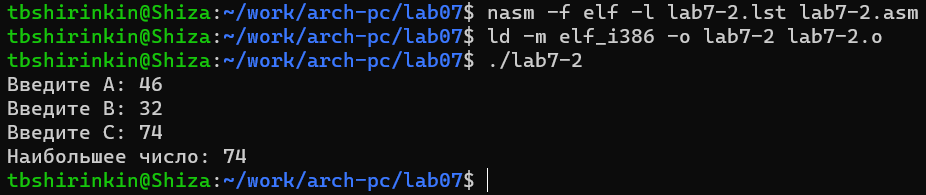 tbshirinkin@Shiza:~/work/arch-pc/lab07$ nasm -f elf -l lab7-2.lst lab7-2.asm
tbshirinkin@Shiza:~/work/arch-pc/lab07$ ld -m elf_i386 -o lab7-2 lab7-2.o
tbshirinkin@Shiza:~/work/arch-pc/lab07$ ./lab7-2
Введите A: 46
Введите B: 32
Введите C: 74
Наибольшее число: 74
tbshirinkin@Shiza:~/work/arch-pc/lab07$